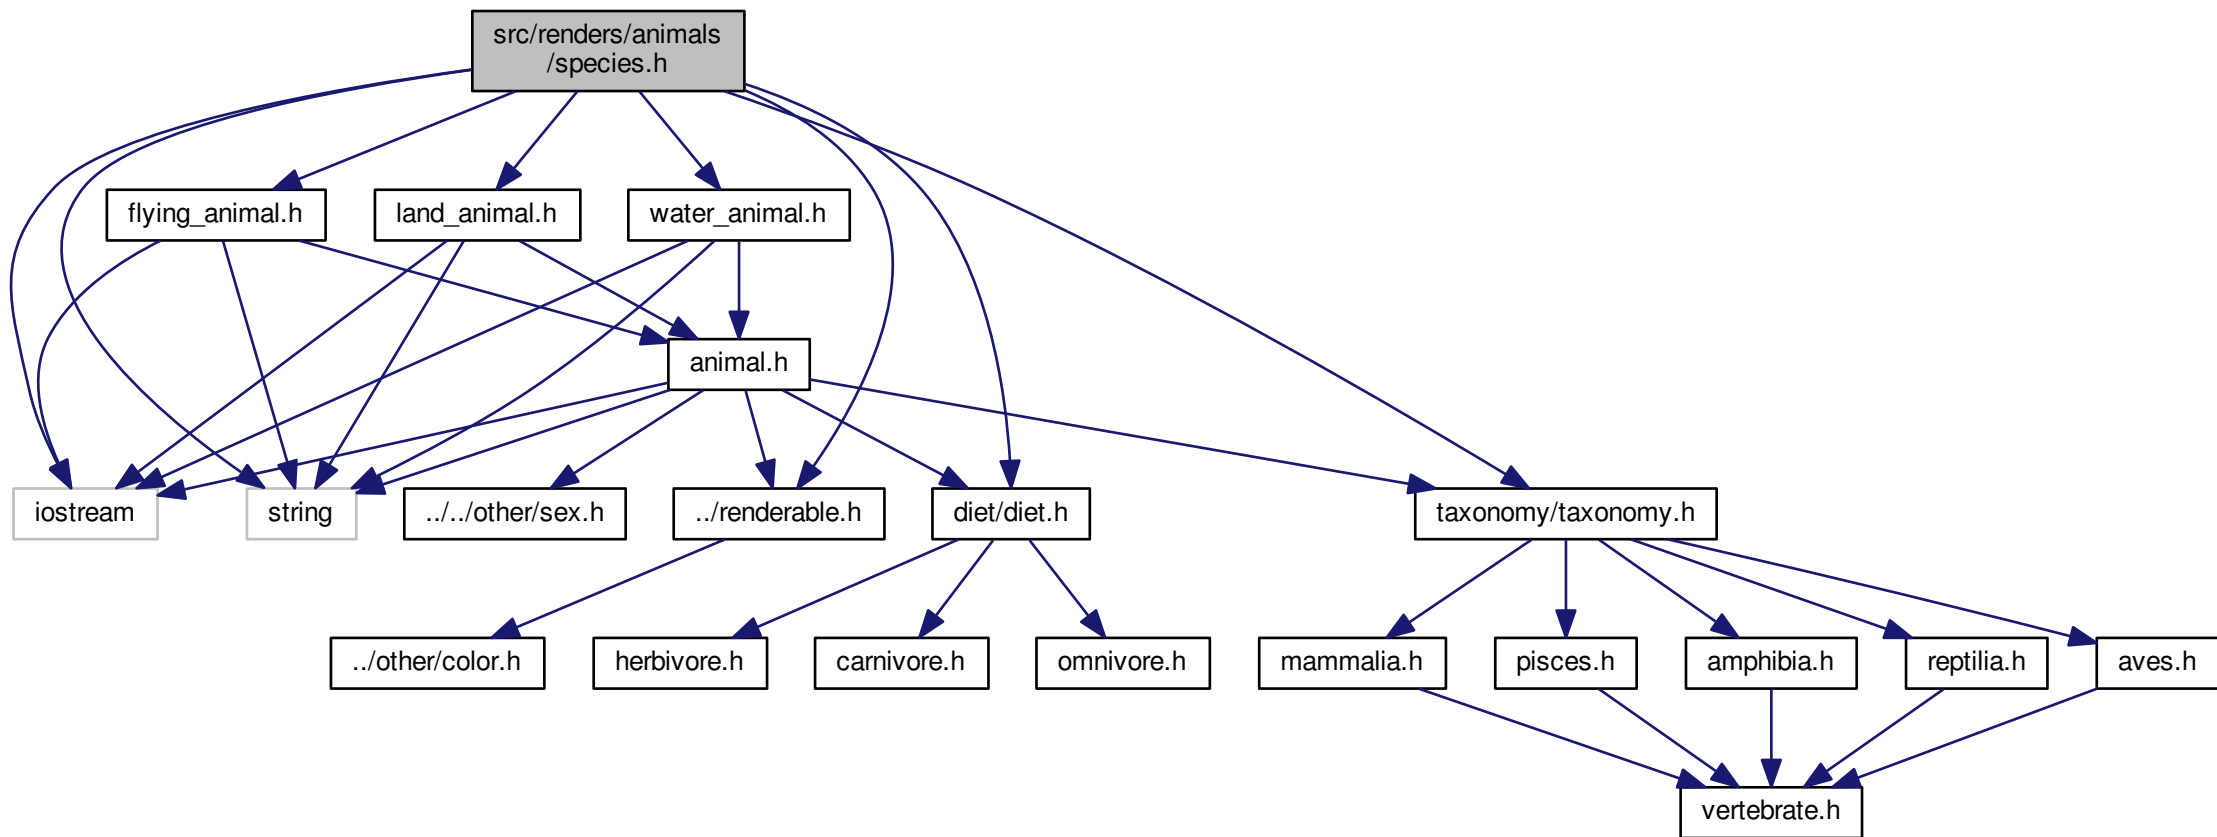 src/renders/animals
/species.h
flying_animal.h
land_animal.h
water_animal.h
animal.h
iostream
string
../../other/sex.h
../renderable.h
diet/diet.h
taxonomy/taxonomy.h
../other/color.h
herbivore.h
carnivore.h
omnivore.h
mammalia.h
pisces.h
amphibia.h
reptilia.h
aves.h
vertebrate.h